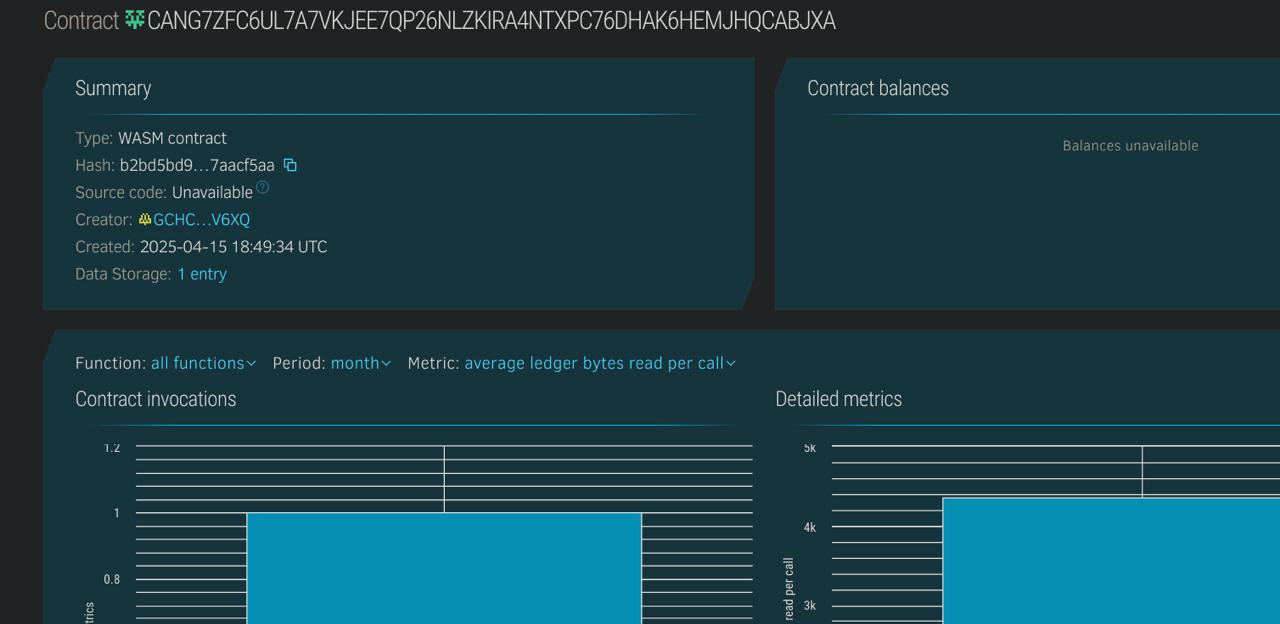 Contract CANG7ZFC6UL7A7VKJEE7QP26NLZKIRA4NTXPC76DHAK6HEMJHQCABJXA
Summary
Type: WASM contract
Hash: b2bd5bd9…7aacf5aa
Source code: Unavailable ?
Creator: GCHC…V6XQ
Created: 2025-04-15 18:49:34 UTC
Data Storage: 1 entry
Contract balances
Balances unavailable
Function: all functions Period: month Metric: average ledger bytes read per call
Contract invocations
1.2
1
0.8
Detailed metrics
5k
4k
3k
read per call